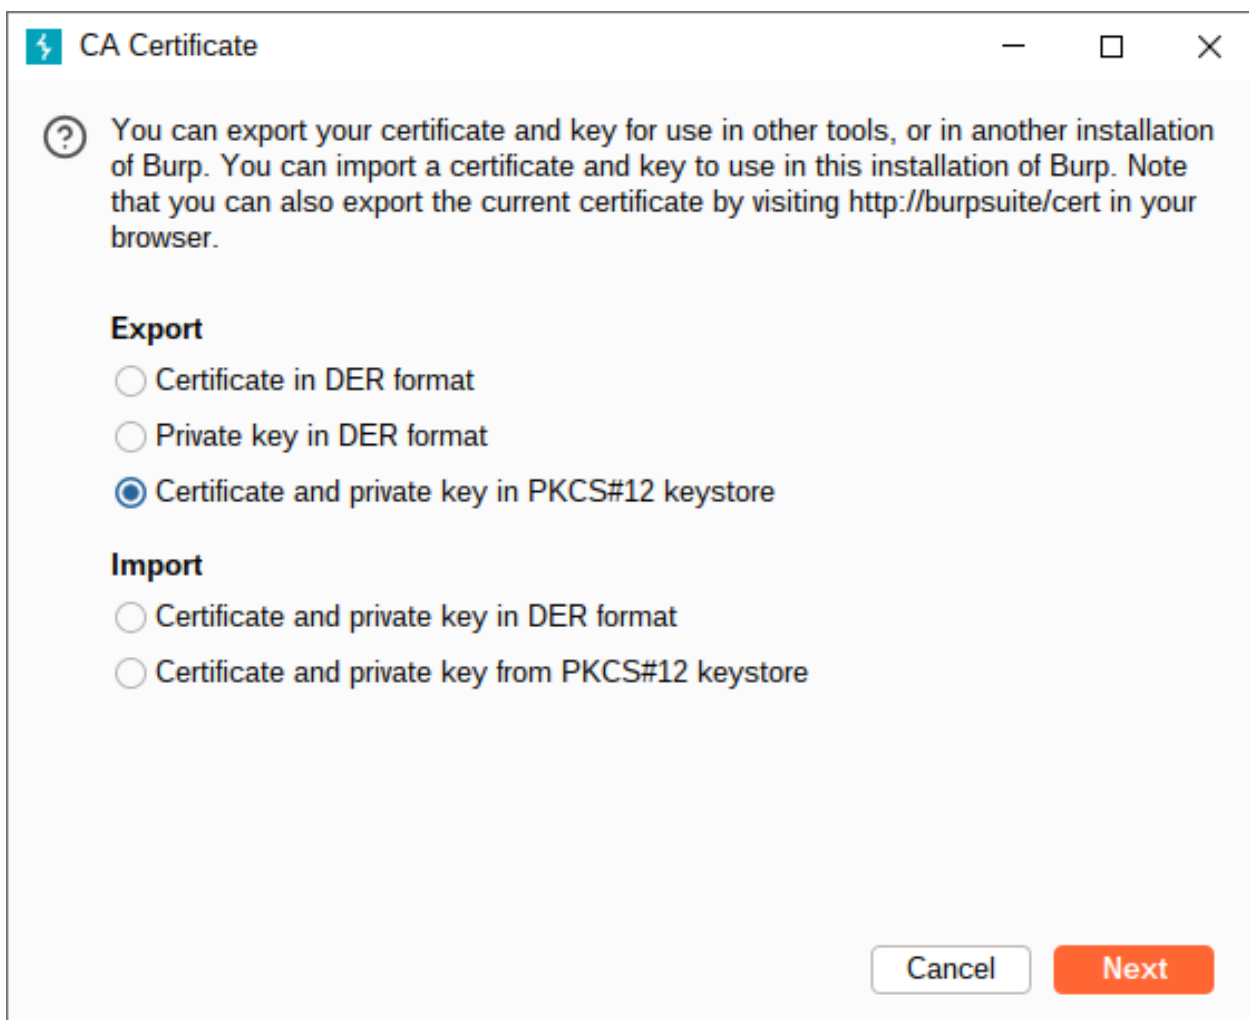 CA Certificate
You can export your certificate and key for use in other tools, or in another installation
of Burp. You can import a certificate and key to use in this installation of Burp. Note
that you can also export the current certificate by visiting http://burpsuite/cert in your
browser.
Export
Certificate in DER format
Private key in DER format
Certificate and private key in PKCS#12 keystore
Import
Certificate and private key in DER format
Certificate and private key from PKCS#12 keystore
Cancel Next